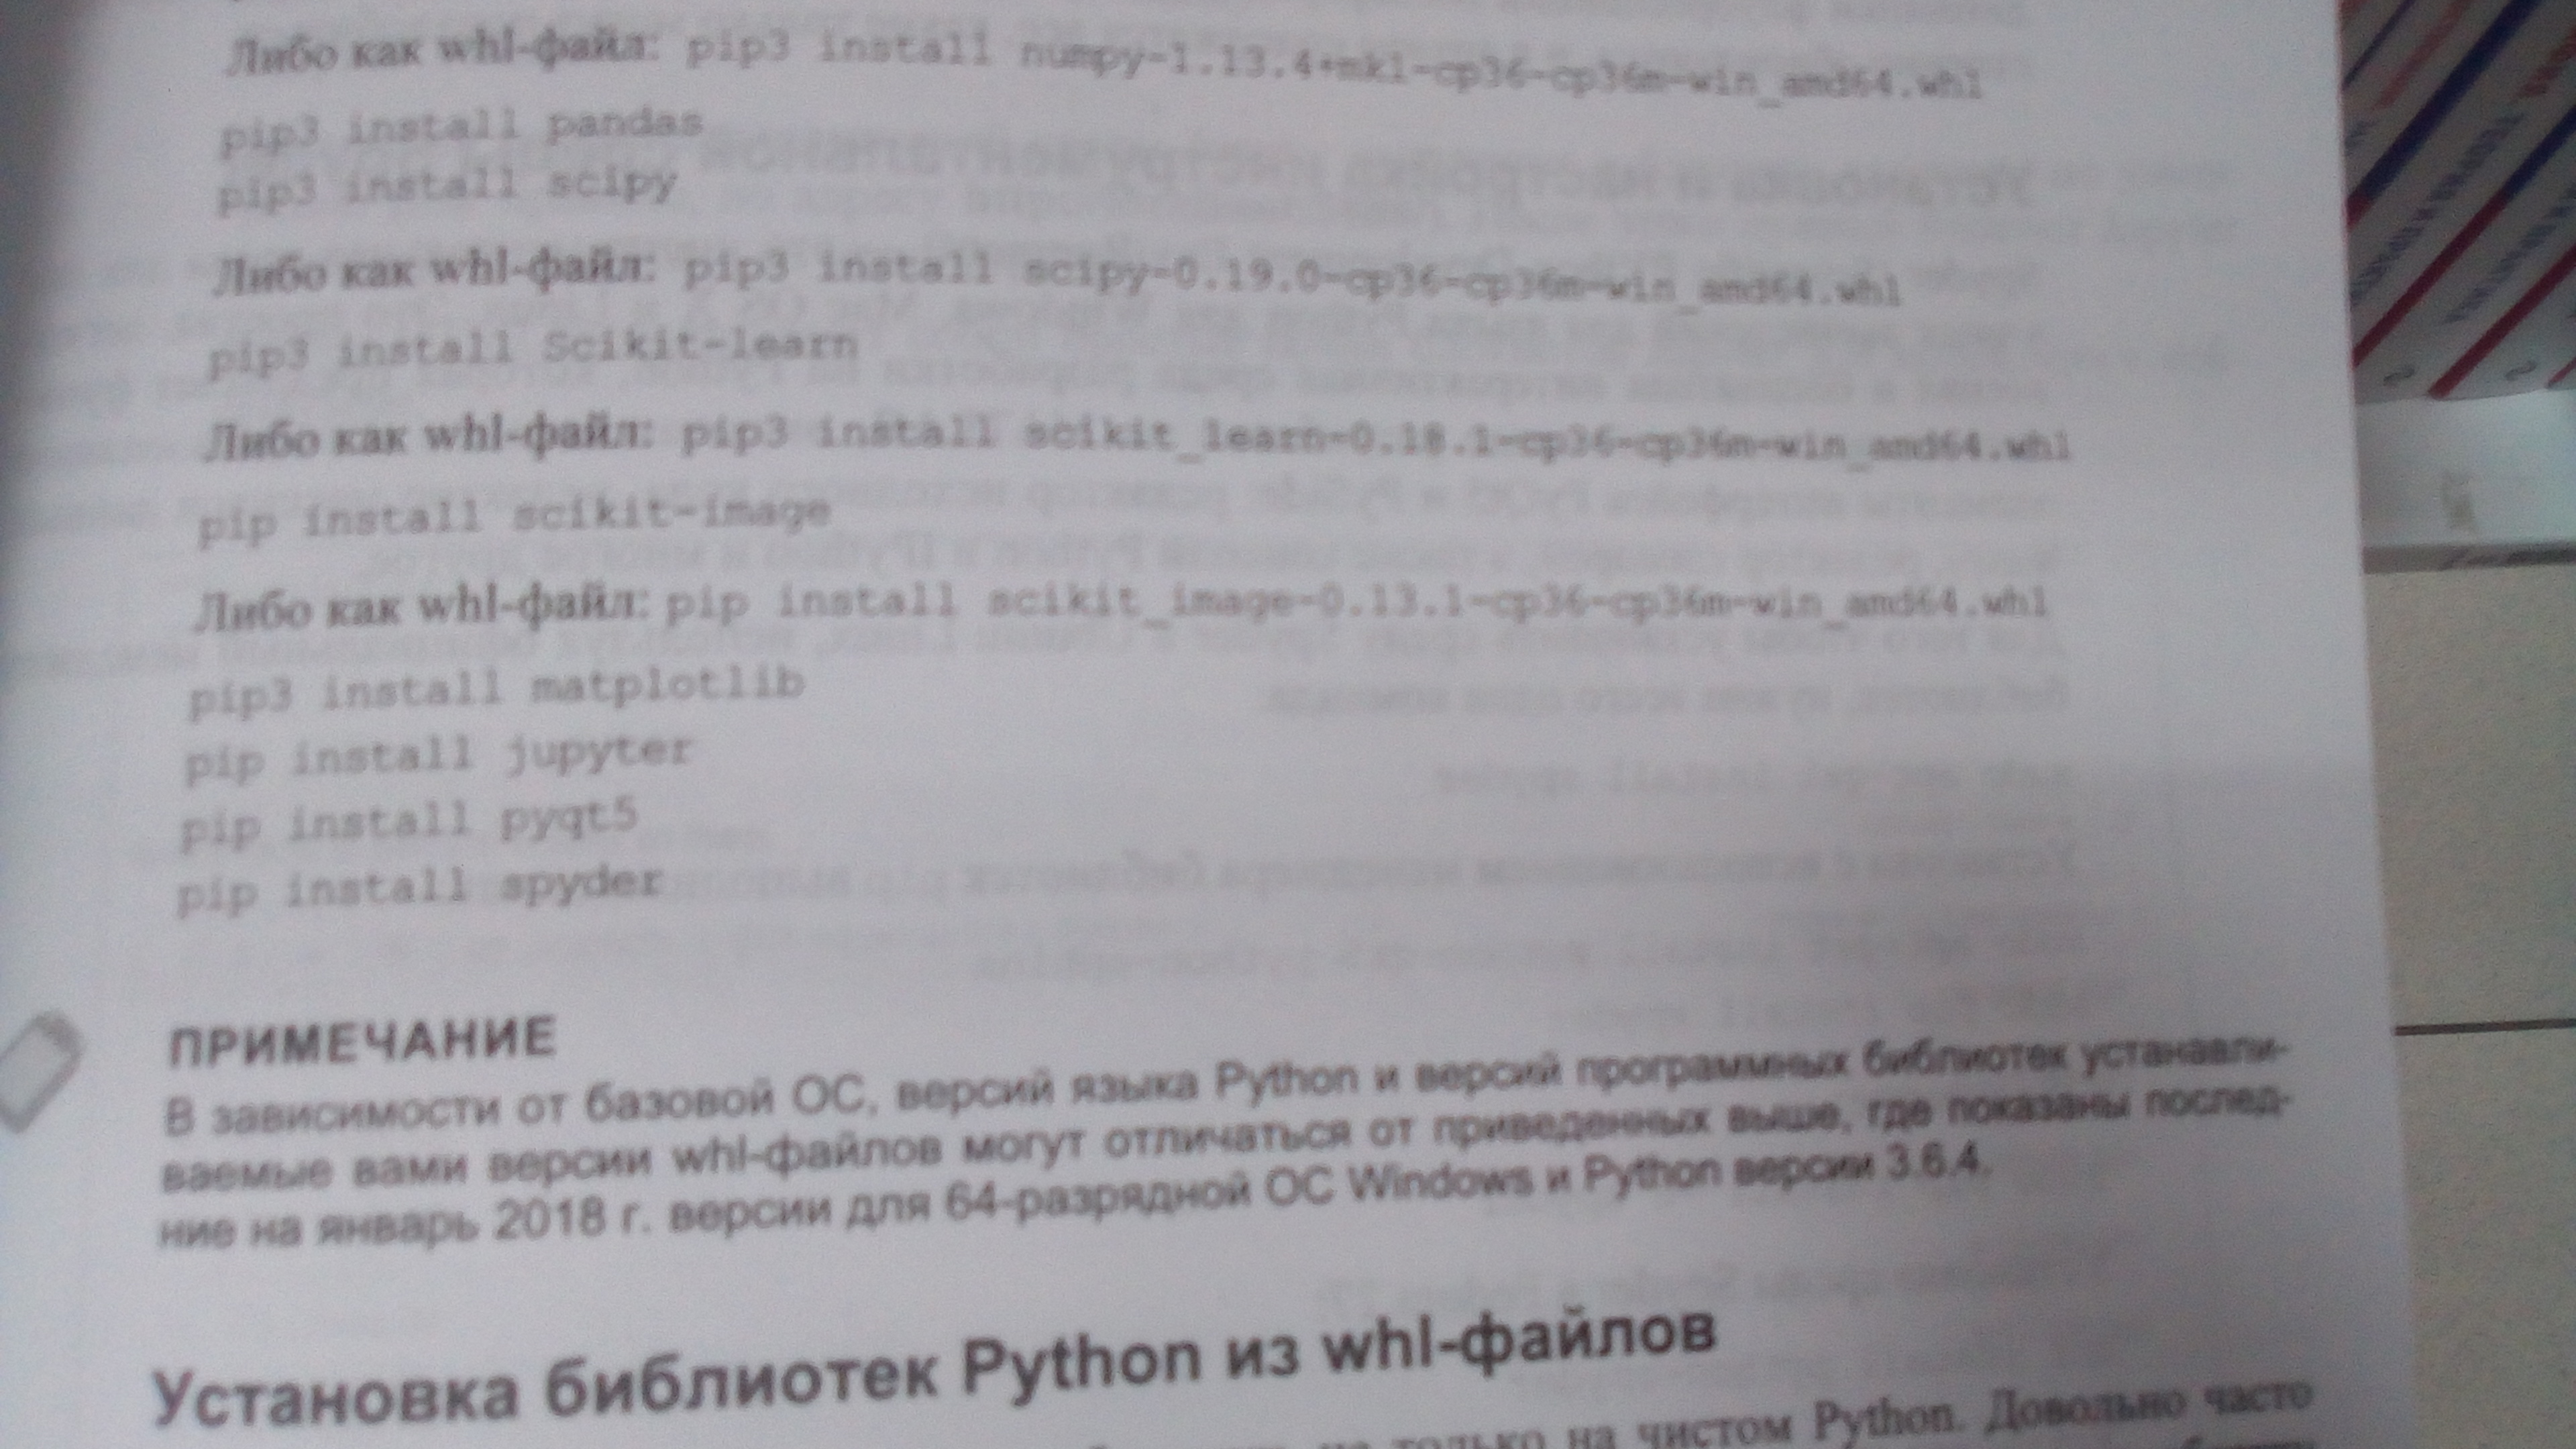 Либо как whl-файл: pip3 install numpy-1.13.4+mkl-cp36-cp36m-win_amd64.whl
pip3 install pandas
pip3 install scipy
Либо как whl-файл: pip3 install scipy-0.19.0-cp36-cp36m-win_amd64.whl
pip3 install Scikit-learn
Либо как whl-файл: pip3 install scikit_learn-0.18.1-cp36-cp36m-win_amd64.whl
pip install scikit-image
Либо как whl-файл: pip install scikit_image-0.13.1-cp36-cp36m-win_amd64.whl
pip3 install matplotlib
pip install jupyter
pip install pyqt5
pip install spyder
ПРИМЕЧАНИЕ
В зависимости от базовой ОС, версий языка Python и версий программных библиотек устанавли-
ваемые вами версии whl-файлов могут отличаться от приведенных выше, где показаны послед-
ние на январь 2018 г. версии для 64-разрядной ОС Windows и Python версии 3.6.4.
Установка библиотек Python из whl-файлов
не только на чистом Python. Довольно часто